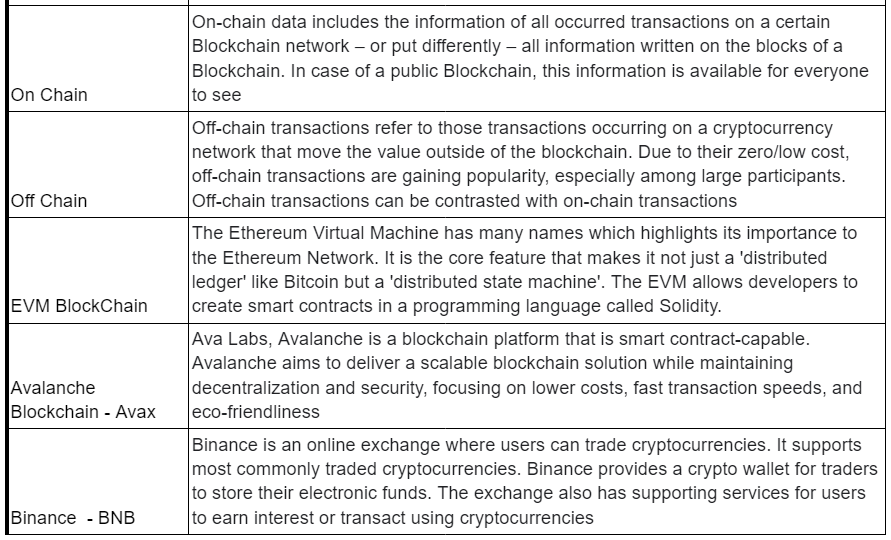 On-chain data includes the information of all occurred transactions on a certain
Blockchain network – or put differently – all information written on the blocks of a
Blockchain. In case of a public Blockchain, this information is available for everyone
On Chain to see
Off-chain transactions refer to those transactions occurring on a cryptocurrency
network that move the value outside of the blockchain. Due to their zero/low cost,
off-chain transactions are gaining popularity, especially among large participants.
Off Chain Off-chain transactions can be contrasted with on-chain transactions
The Ethereum Virtual Machine has many names which highlights its importance to
the Ethereum Network. It is the core feature that makes it not just a 'distributed
ledger' like Bitcoin but a 'distributed state machine'. The EVM allows developers to
EVM BlockChain create smart contracts in a programming language called Solidity.
Ava Labs, Avalanche is a blockchain platform that is smart contract-capable.
Avalanche aims to deliver a scalable blockchain solution while maintaining
Avalanche decentralization and security, focusing on lower costs, fast transaction speeds, and
Blockchain - Avax eco-friendliness
Binance is an online exchange where users can trade cryptocurrencies. It supports
most commonly traded cryptocurrencies. Binance provides a crypto wallet for traders
to store their electronic funds. The exchange also has supporting services for users
Binance - BNB to earn interest or transact using cryptocurrencies